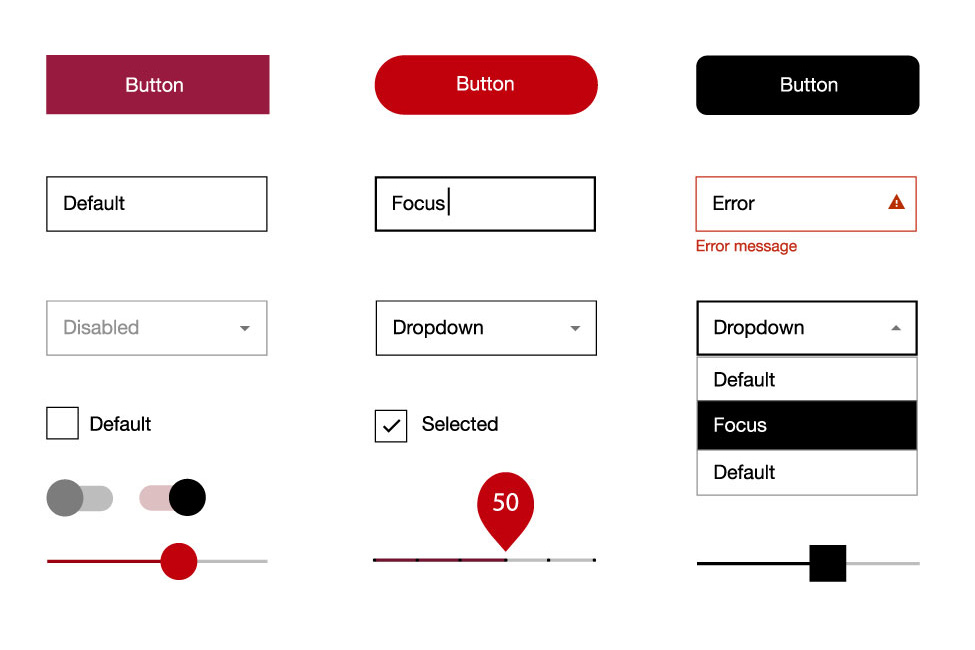 Button
Button
Button
Default
Focus
Error
Error message
Disabled
Dropdown
Dropdown
Default
Focus
Default
Default
Selected
50